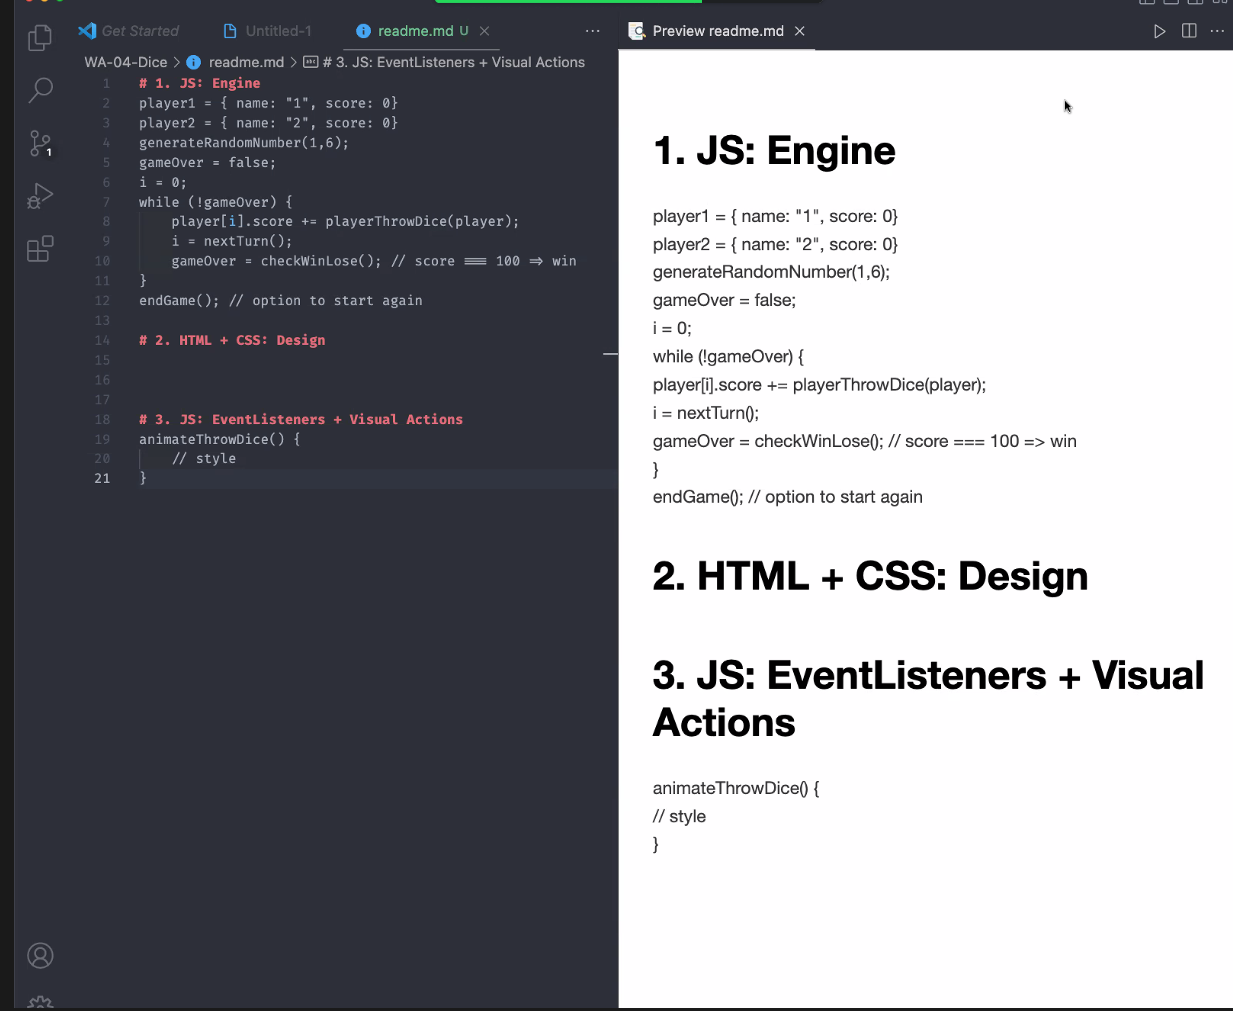 Get Started
Untitled-1
readme.md U
Preview readme.md
WA-04-Dice > readme.md > # 3. JS: EventListeners + Visual Actions
1 # 1. JS: Engine
2 player1 = { name: "1", score: 0}
3 player2 = { name: "2", score: 0}
4 generateRandomNumber(1,6);
5 gameOver = false;
6 i = 0;
7 while (!gameOver) {
8 player[i].score += playerThrowDice(player);
9 i = nextTurn();
10 gameOver = checkWinLose(); // score === 100 => win
11 }
12 endGame(); // option to start again
13
14 # 2. HTML + CSS: Design
15
16
17
18 # 3. JS: EventListeners + Visual Actions
19 animateThrowDice() {
20 // style
21 }
1
1. JS: Engine
player1 = { name: "1", score: 0}
player2 = { name: "2", score: 0}
generateRandomNumber(1,6);
gameOver = false;
i = 0;
while (!gameOver) {
player[i].score += playerThrowDice(player);
i = nextTurn();
gameOver = checkWinLose(); // score === 100 => win
}
endGame(); // option to start again
2. HTML + CSS: Design
3. JS: EventListeners + Visual
Actions
animateThrowDice() {
// style
}